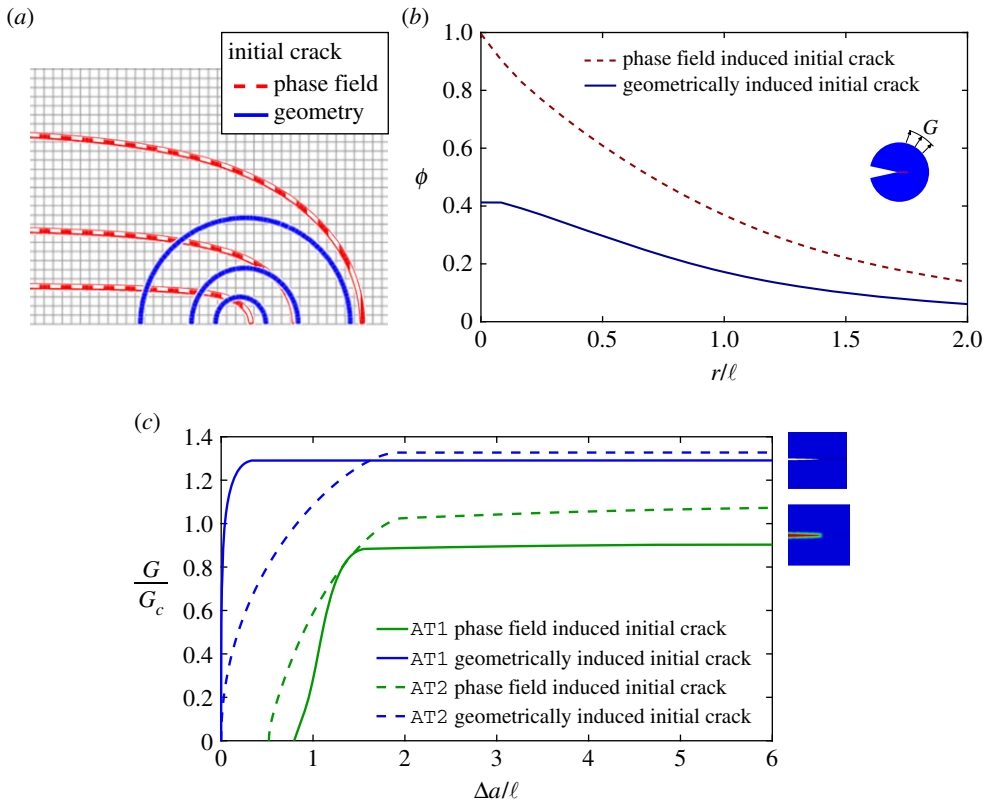 (a)
initial crack
phase field
geometry
(b)
1.0
0.8
0.6
0.4
0.2
0
ϕ
phase field induced initial crack
geometrically induced initial crack
G
0
0.5
1.0
1.5
2.0
r/ℓ
(c)
1.4
1.2
1.0
0.8
0.6
0.4
0.2
0
G
G_c
AT1 phase field induced initial crack
AT1 geometrically induced initial crack
AT2 phase field induced initial crack
AT2 geometrically induced initial crack
0
1
2
3
4
5
6
Δa/ℓ